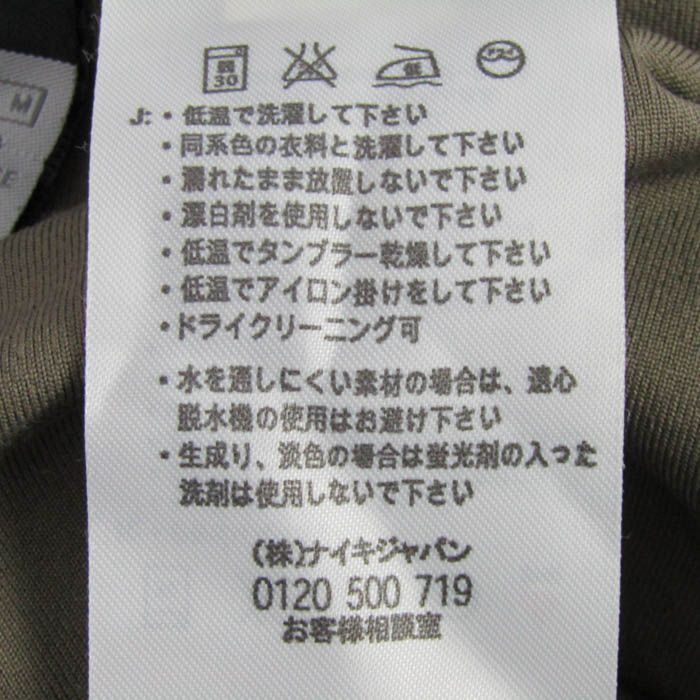 M
弱
30
低
ドライ
J:・低温で洗濯して下さい
・同系色の衣料と洗濯して下さい
・濡れたまま放置しないで下さい
・漂白剤を使用しないで下さい
・低温でタンブラー乾燥して下さい
・低温でアイロン掛けをして下さい
・ドライクリーニング可
・水を通しにくい素材の場合は、遠心
脱水機の使用はお避け下さい
・生成り、淡色の場合は蛍光剤の入った
洗剤は使用しないで下さい
(株)ナイキジャパン
0120 500 719
お客様相談室